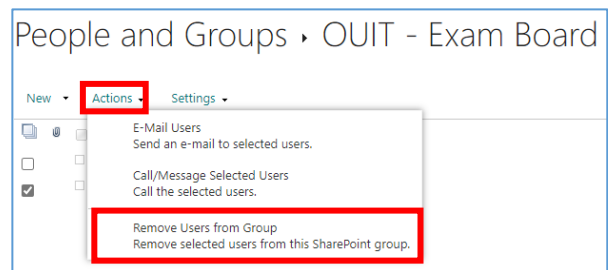 People and Groups › OUIT - Exam Board
New Actions Settings
E-Mail Users
Send an e-mail to selected users.
Call/Message Selected Users
Call the selected users.
Remove Users from Group
Remove selected users from this SharePoint group.